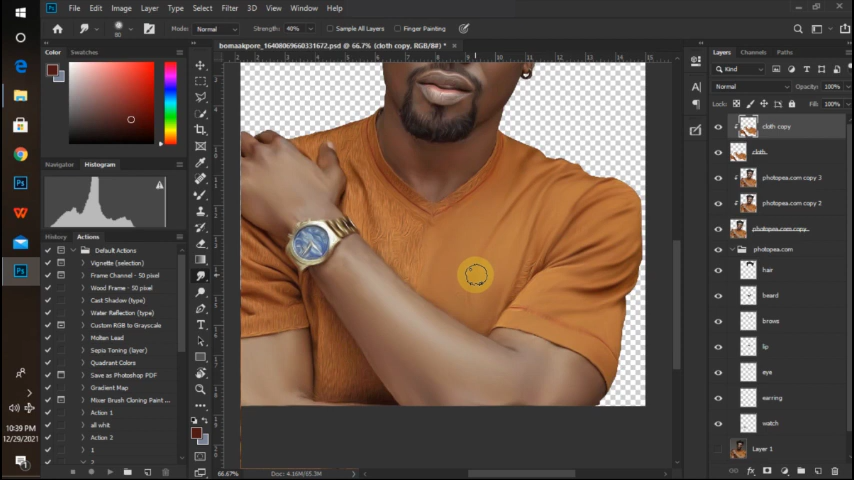 File Edit Image Layer Type Select Filter 3D View Window Help
Mode: Normal Strength: 40% Sample All Layers Finger Painting
80
bomaakpore_16408069660331672.psd @ 66.7% (cloth copy, RGB/8#) *
Color Swatches
Navigator Histogram
History Actions
Default Actions
Vignette (selection)
Frame Channel - 50 pixel
Wood Frame - 50 pixel
Cast Shadow (type)
Water Reflection (type)
Custom RGB to Grayscale
Molten Lead
Sepia Toning (layer)
Quadrant Colors
Save as Photoshop PDF
Gradient Map
Mixer Brush Cloning Paint ...
Action 1
all whit
Action 2
1
66.67% Doc: 4.16M/65.3M
Layers Channels Paths
Kind
Normal Opacity: 100%
Lock: Fill: 100%
cloth copy
cloth
photopea.com copy 3
photopea.com copy 2
photopea.com copy
photopea.com
hair
beard
brows
lip
eye
earring
watch
Layer 1
10:39 PM
12/29/2021